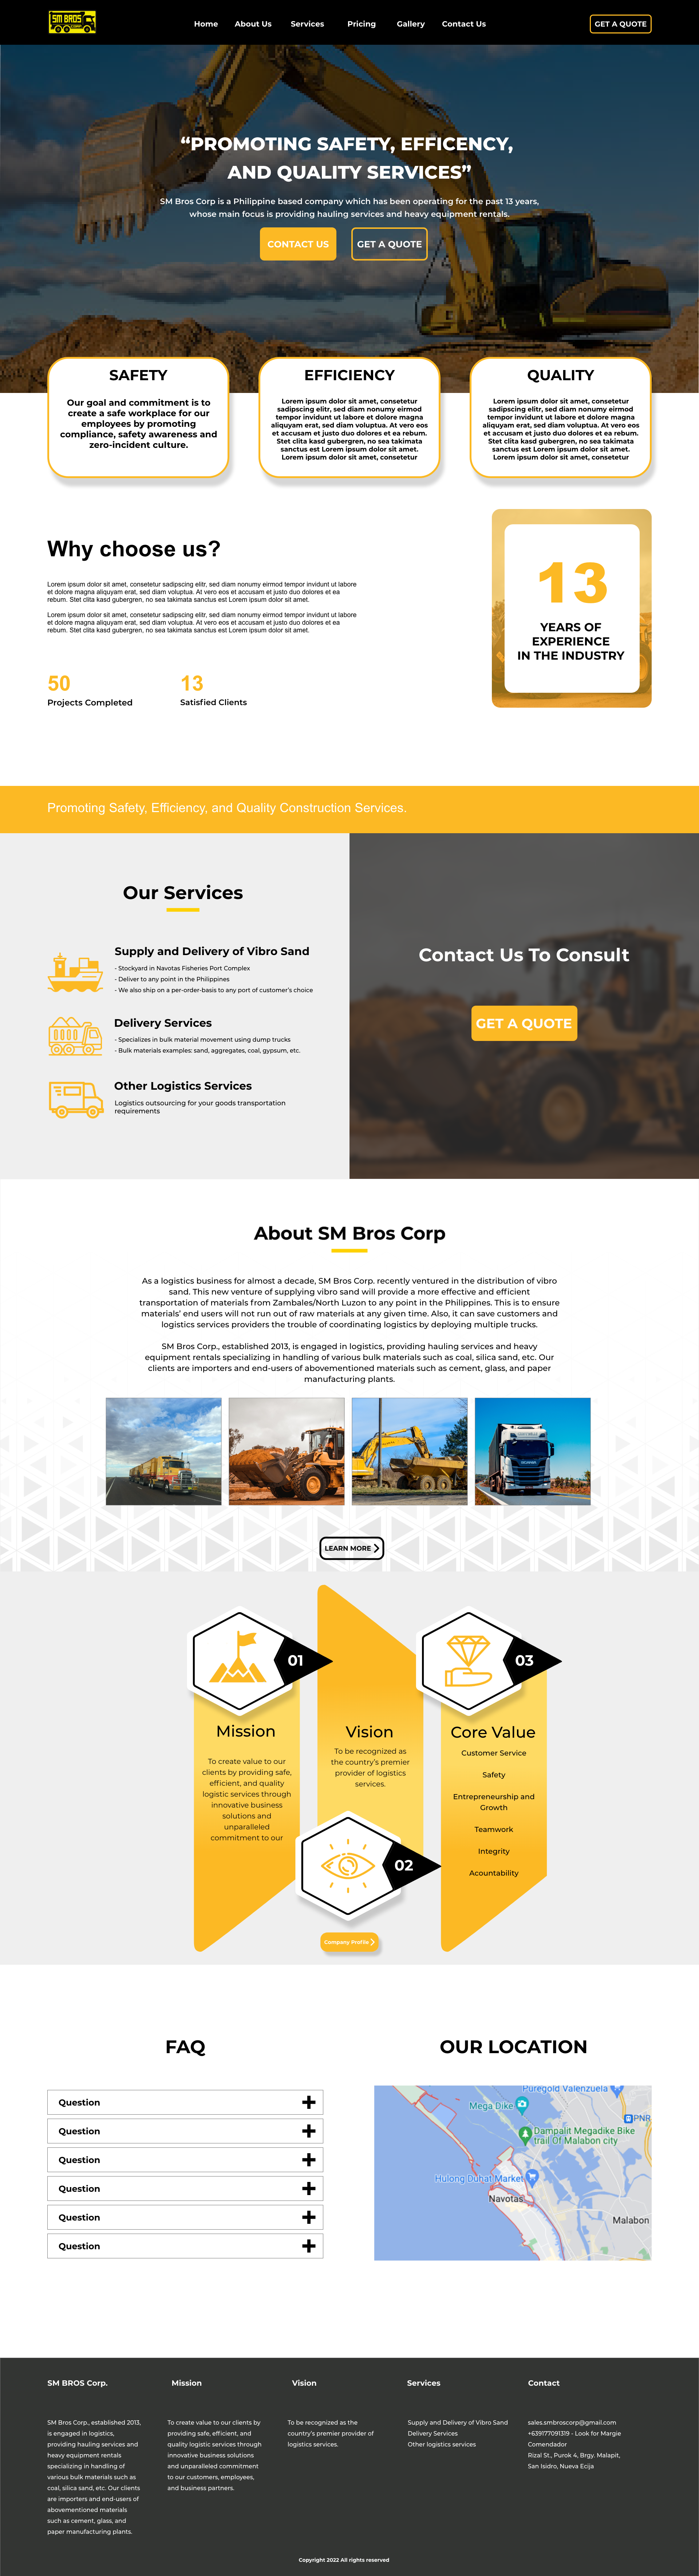 SM BROS
Home About Us Services Pricing Gallery Contact Us
GET A QUOTE
“PROMOTING SAFETY, EFFICENCY,
AND QUALITY SERVICES”
SM Bros Corp is a Philippine based company which has been operating for the past 13 years,
whose main focus is providing hauling services and heavy equipment rentals.
CONTACT US
GET A QUOTE
SAFETY
Our goal and commitment is to
create a safe workplace for our
employees by promoting
compliance, safety awareness and
zero-incident culture.
EFFICIENCY
Lorem ipsum dolor sit amet, consetetur
sadipscing elitr, sed diam nonumy eirmod
tempor invidunt ut labore et dolore magna
aliquyam erat, sed diam voluptua. At vero eos
et accusam et justo duo dolores et ea rebum.
Stet clita kasd gubergren, no sea takimata
sanctus est Lorem ipsum dolor sit amet.
Lorem ipsum dolor sit amet, consetetur
QUALITY
Lorem ipsum dolor sit amet, consetetur
sadipscing elitr, sed diam nonumy eirmod
tempor invidunt ut labore et dolore magna
aliquyam erat, sed diam voluptua. At vero eos
et accusam et justo duo dolores et ea rebum.
Stet clita kasd gubergren, no sea takimata
sanctus est Lorem ipsum dolor sit amet.
Lorem ipsum dolor sit amet, consetetur
Why choose us?
Lorem ipsum dolor sit amet, consetetur sadipscing elitr, sed diam nonumy eirmod tempor invidunt ut labore
et dolore magna aliquyam erat, sed diam voluptua. At vero eos et accusam et justo duo dolores et ea
rebum. Stet clita kasd gubergren, no sea takimata sanctus est Lorem ipsum dolor sit amet.
Lorem ipsum dolor sit amet, consetetur sadipscing elitr, sed diam nonumy eirmod tempor invidunt ut labore
et dolore magna aliquyam erat, sed diam voluptua. At vero eos et accusam et justo duo dolores et ea
rebum. Stet clita kasd gubergren, no sea takimata sanctus est Lorem ipsum dolor sit amet.
50
Projects Completed
13
Satisfied Clients
13
YEARS OF
EXPERIENCE
IN THE INDUSTRY
Promoting Safety, Efficiency, and Quality Construction Services.
Our Services
Supply and Delivery of Vibro Sand
- Stockyard in Navotas Fisheries Port Complex
- Deliver to any point in the Philippines
- We also ship on a per-order-basis to any port of customer's choice
Delivery Services
- Specializes in bulk material movement using dump trucks
- Bulk materials examples: sand, aggregates, coal, gypsum, etc.
Other Logistics Services
Logistics outsourcing for your goods transportation
requirements
Contact Us To Consult
GET A QUOTE
About SM Bros Corp
As a logistics business for almost a decade, SM Bros Corp. recently ventured in the distribution of vibro
sand. This new venture of supplying vibro sand will provide a more effective and efficient
transportation of materials from Zambales/North Luzon to any point in the Philippines. This is to ensure
materials' end users will not run out of raw materials at any given time. Also, it can save customers and
logistics services providers the trouble of coordinating logistics by deploying multiple trucks.
SM Bros Corp., established 2013, is engaged in logistics, providing hauling services and heavy
equipment rentals specializing in handling of various bulk materials such as coal, silica sand, etc. Our
clients are importers and end-users of abovementioned materials such as cement, glass, and paper
manufacturing plants.
LEARN MORE
01
Mission
To create value to our
clients by providing safe,
efficient, and quality
logistic services through
innovative business
solutions and
unparalleled
commitment to our
Vision
To be recognized as
the country's premier
provider of logistics
services.
02
Company Profile
03
Core Value
Customer Service
Safety
Entrepreneurship and
Growth
Teamwork
Integrity
Acountability
FAQ
Question
Question
Question
Question
Question
Question
OUR LOCATION
Puregold Valenzuela
Mega Dike
PNR
Dampalit Megadike Bike
trail Of Malabon city
Hulong Duhat Market
Navotas
Malabon
SM BROS Corp.
SM Bros Corp., established 2013,
is engaged in logistics,
providing hauling services and
heavy equipment rentals
specializing in handling of
various bulk materials such as
coal, silica sand, etc. Our clients
are importers and end-users of
abovementioned materials
such as cement, glass, and
paper manufacturing plants.
Mission
To create value to our clients by
providing safe, efficient, and
quality logistic services through
innovative business solutions
and unparalleled commitment
to our customers, employees,
and business partners.
Vision
To be recognized as the
country's premier provider of
logistics services.
Services
Supply and Delivery of Vibro Sand
Delivery Services
Other logistics services
Contact
sales.smbroscorp@gmail.com
+639177091319 - Look for Margie
Comendador
Rizal St., Purok 4, Brgy. Malapit,
San Isidro, Nueva Ecija
Copyright 2022 All rights reserved